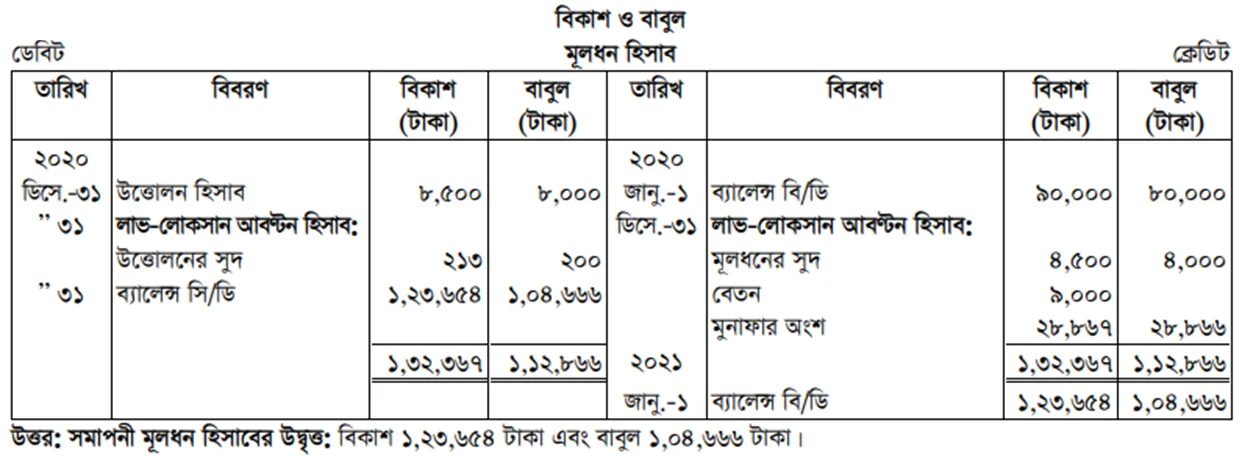 বিকাশ ও বাবুল
ডেবিট মূলধন হিসাব ক্রেডিট
তারিখ বিবরণ বিকাশ বাবুল তারিখ বিবরণ বিকাশ বাবুল
(টাকা) (টাকা) (টাকা) (টাকা)
২০২০ ২০২০
ডিসে.-৩১ উত্তোলন হিসাব ৮,৫০০ ৮,০০০ জানু.-১ ব্যালেন্স বি/ডি ৯০,০০০ ৮০,০০০
” ৩১ লাভ-লোকসান আবণ্টন হিসাব: ডিসে.-৩১ লাভ-লোকসান আবণ্টন হিসাব:
উত্তোলনের সুদ ২১৩ ২০০ মূলধনের সুদ ৪,৫০০ ৪,০০০
” ৩১ ব্যালেন্স সি/ডি ১,২৩,৬৫৪ ১,০৪,৬৬৬ বেতন ৯,০০০
মুনাফার অংশ ২৮,৮৬৭ ২৮,৮৬৬
১,৩২,৩৬৭ ১,১২,৮৬৬ ২০২১ ১,৩২,৩৬৭ ১,১২,৮৬৬
জানু.-১ ব্যালেন্স বি/ডি ১,২৩,৬৫৪ ১,০৪,৬৬৬
উত্তর: সমাপনী মূলধন হিসাবের উদ্বৃত্ত: বিকাশ ১,২৩,৬৫৪ টাকা এবং বাবুল ১,০৪,৬৬৬ টাকা।